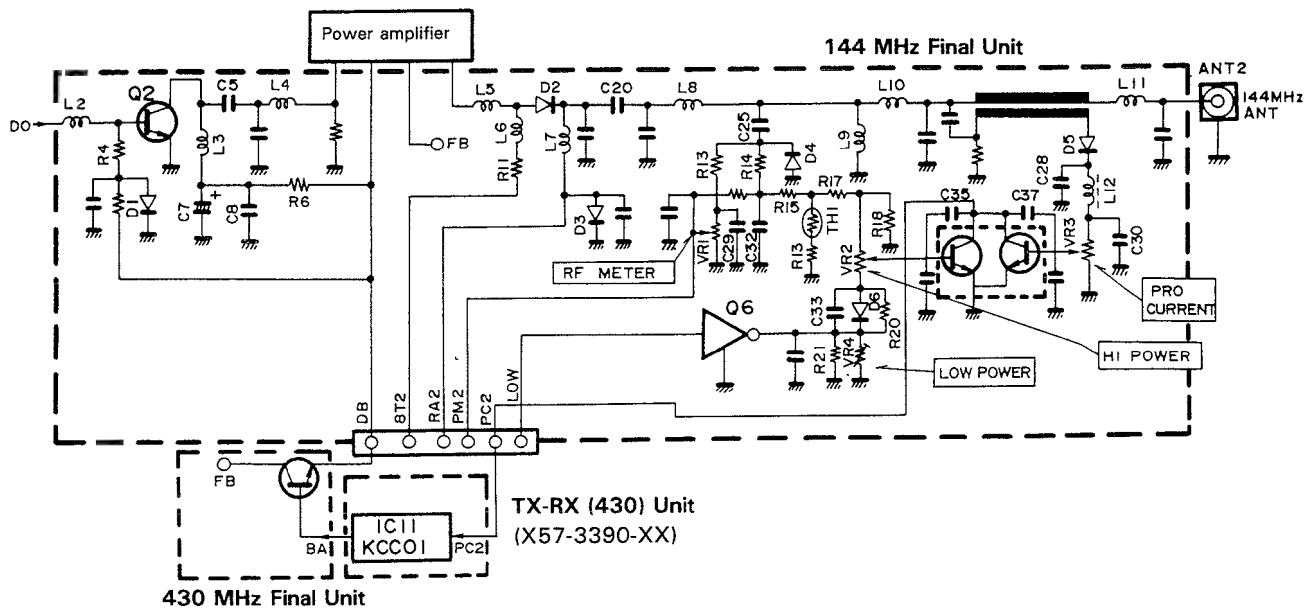 Power amplifier
144 MHz Final Unit
L2
Q2
C5
L4
L5
D2
C20
L8
L10
L11
ANT2
144MHz
ANT
DO
R4
L3
L6
L7
FB
C25
L9
D5
R13
R14
D4
R11
C28
L12
D1
C7
+
C8
R6
D3
R15
R17
R18
C35
C37
VR3
C30
RF METER
VR1
C29
C32
R13
TH1
VR2
PRO
CURRENT
Q6
C33
D6
R20
HI POWER
R21
VR4
LOW POWER
DB
8T2
RA2
PM2
PC2
LOW
FB
BA
IC11
KCC01
PC2
TX-RX (430) Unit
(X57-3390-XX)
430 MHz Final Unit